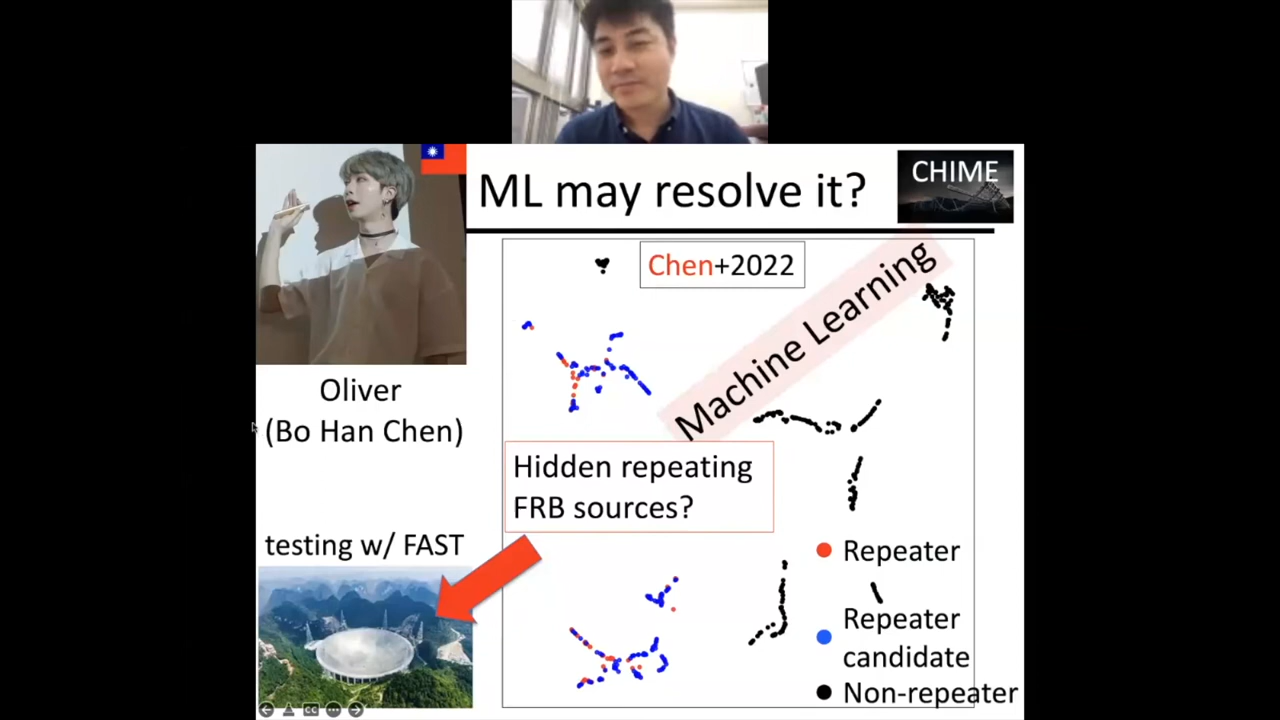 ML may resolve it?
CHIME
Chen+2022
Machine Learning
Oliver
(Bo Han Chen)
Hidden repeating
FRB sources?
testing w/ FAST
Repeater
Repeater
candidate
Non-repeater
CC